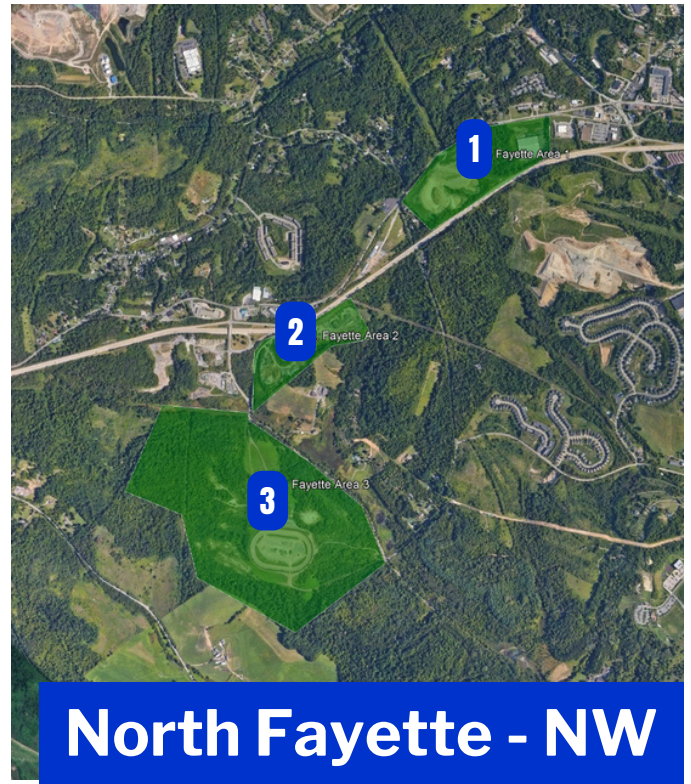 1
Fayette Area 1
2
Fayette Area 2
3
Fayette Area 3
North Fayette - NW